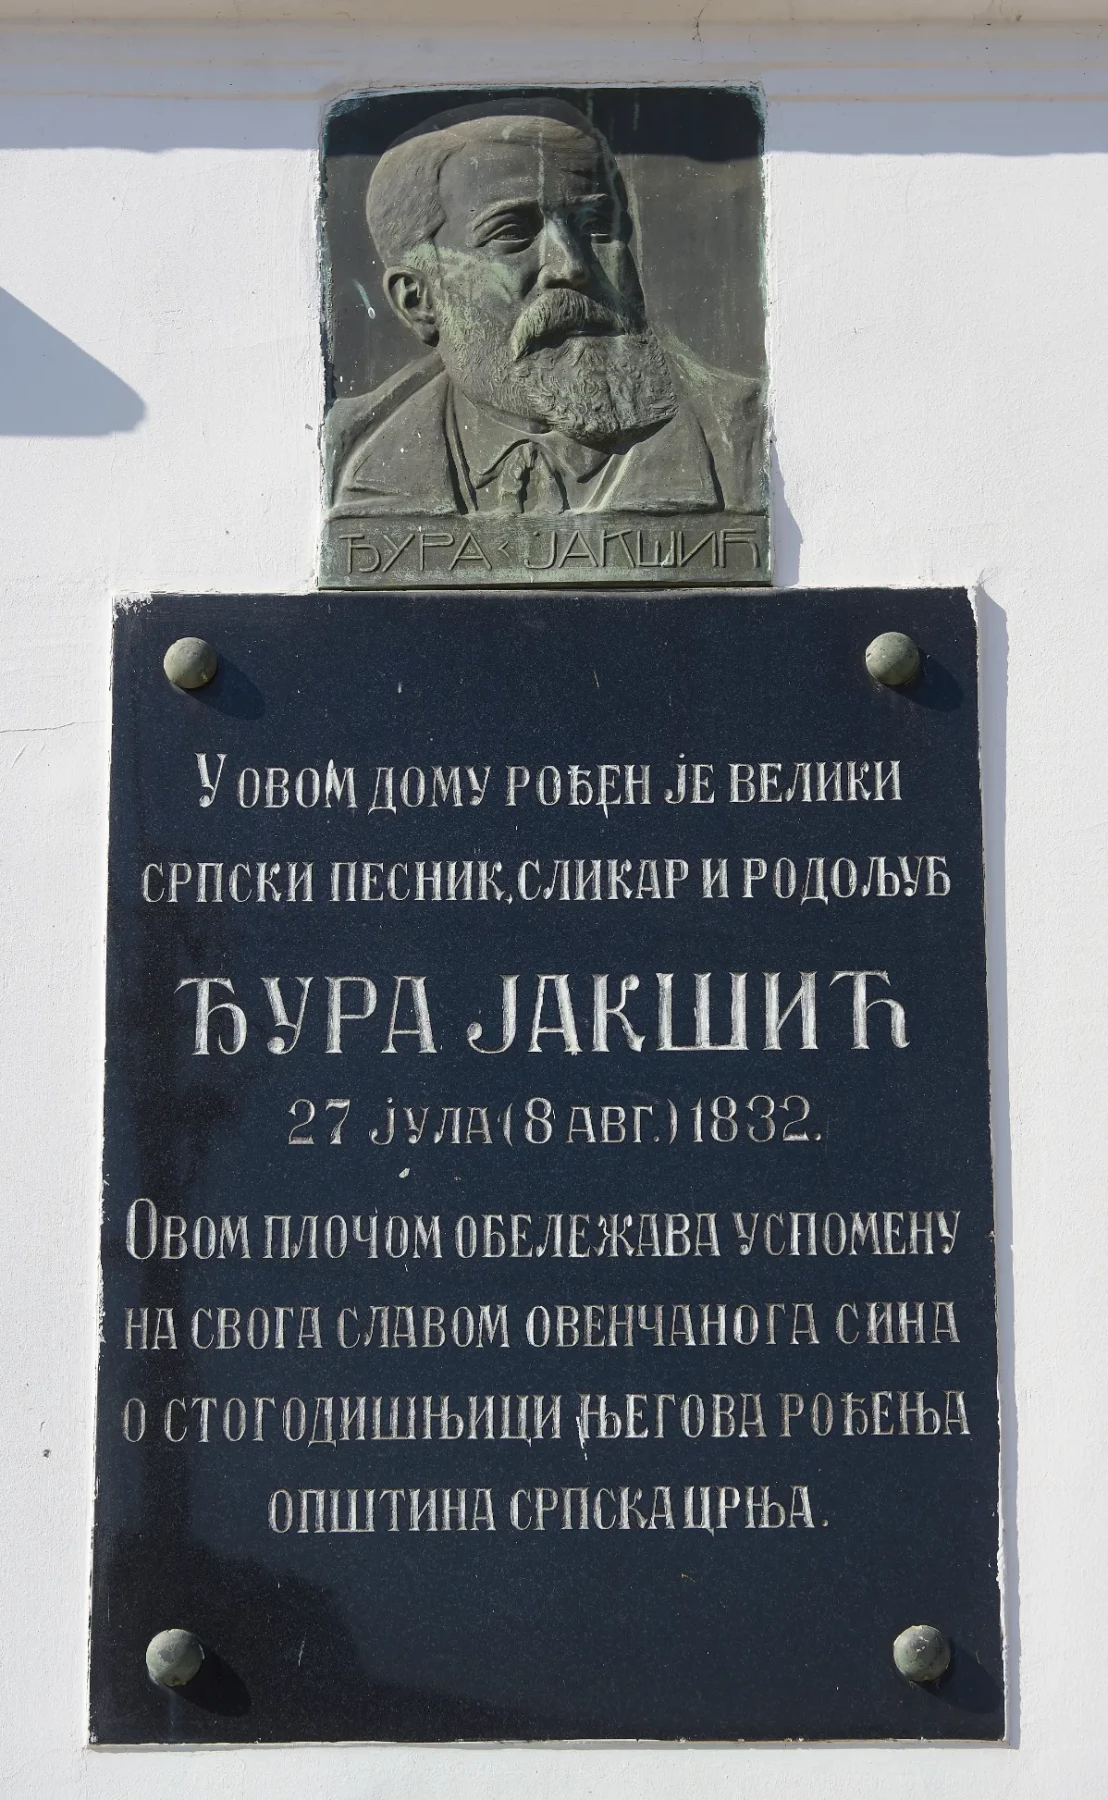 ЂУРА ЈАКШИЋ
У ОВОМ ДОМУ РОЂЕН ЈЕ ВЕЛИКИ
СРПСКИ ПЕСНИК, СЛИКАР И РОДОЉУБ
ЂУРА ЈАКШИЋ
27 ЈУЛА (8 АВГ.) 1832.
ОВОМ ПЛОЧОМ ОБЕЛЕЖАВА УСПОМЕНУ
НА СВОГА СЛАВОМ ОВЕНЧАНОГА СИНА
О СТОГОДИШЊИЦИ ЊЕГОВА РОЂЕЊА
ОПШТИНА СРПСКА ЦРЊА.